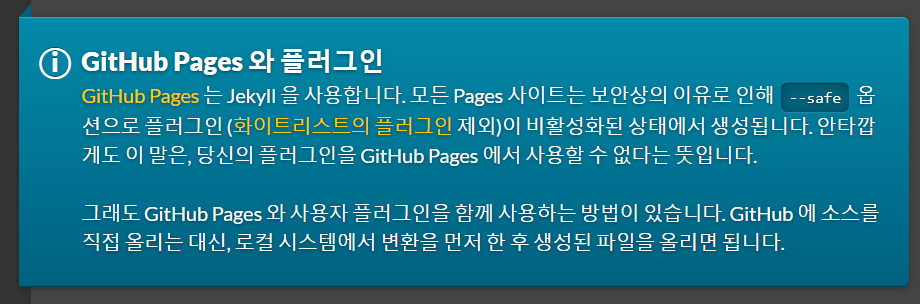 GitHub Pages 와 플러그인
GitHub Pages 는 Jekyll 을 사용합니다. 모든 Pages 사이트는 보안상의 이유로 인해 --safe 옵
션으로 플러그인 (화이트리스트의 플러그인 제외)이 비활성화된 상태에서 생성됩니다. 안타깝
게도 이 말은, 당신의 플러그인을 GitHub Pages 에서 사용할 수 없다는 뜻입니다.
그래도 GitHub Pages 와 사용자 플러그인을 함께 사용하는 방법이 있습니다. GitHub 에 소스를
직접 올리는 대신, 로컬 시스템에서 변환을 먼저 한 후 생성된 파일을 올리면 됩니다.